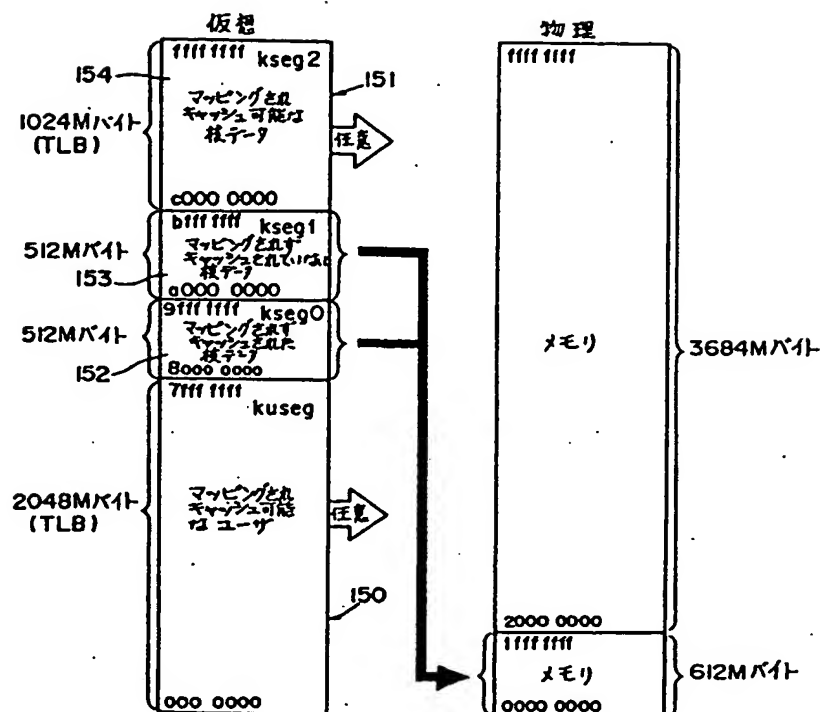 仮想
ffff ffff
kseg2
154
151
マッピングされ
キャッシュ可能な
核データ
任意
1024Mバイト
(TLB)
c000 0000
bfff ffff
kseg1
マッピングされず
キャッシュされていない
核データ
512Mバイト
153
a000 0000
9fff ffff
kseg0
マッピングされず
キャッシュされた
核データ
512Mバイト
152
8000 0000
7fff ffff
kuseg
マッピングされ
キャッシュ可能
な ユーザ
任意
2048Mバイト
(TLB)
150
000 0000
物理
ffff ffff
メモリ
3684Mバイト
2000 0000
1fff ffff
メモリ
612Mバイト
0000 0000